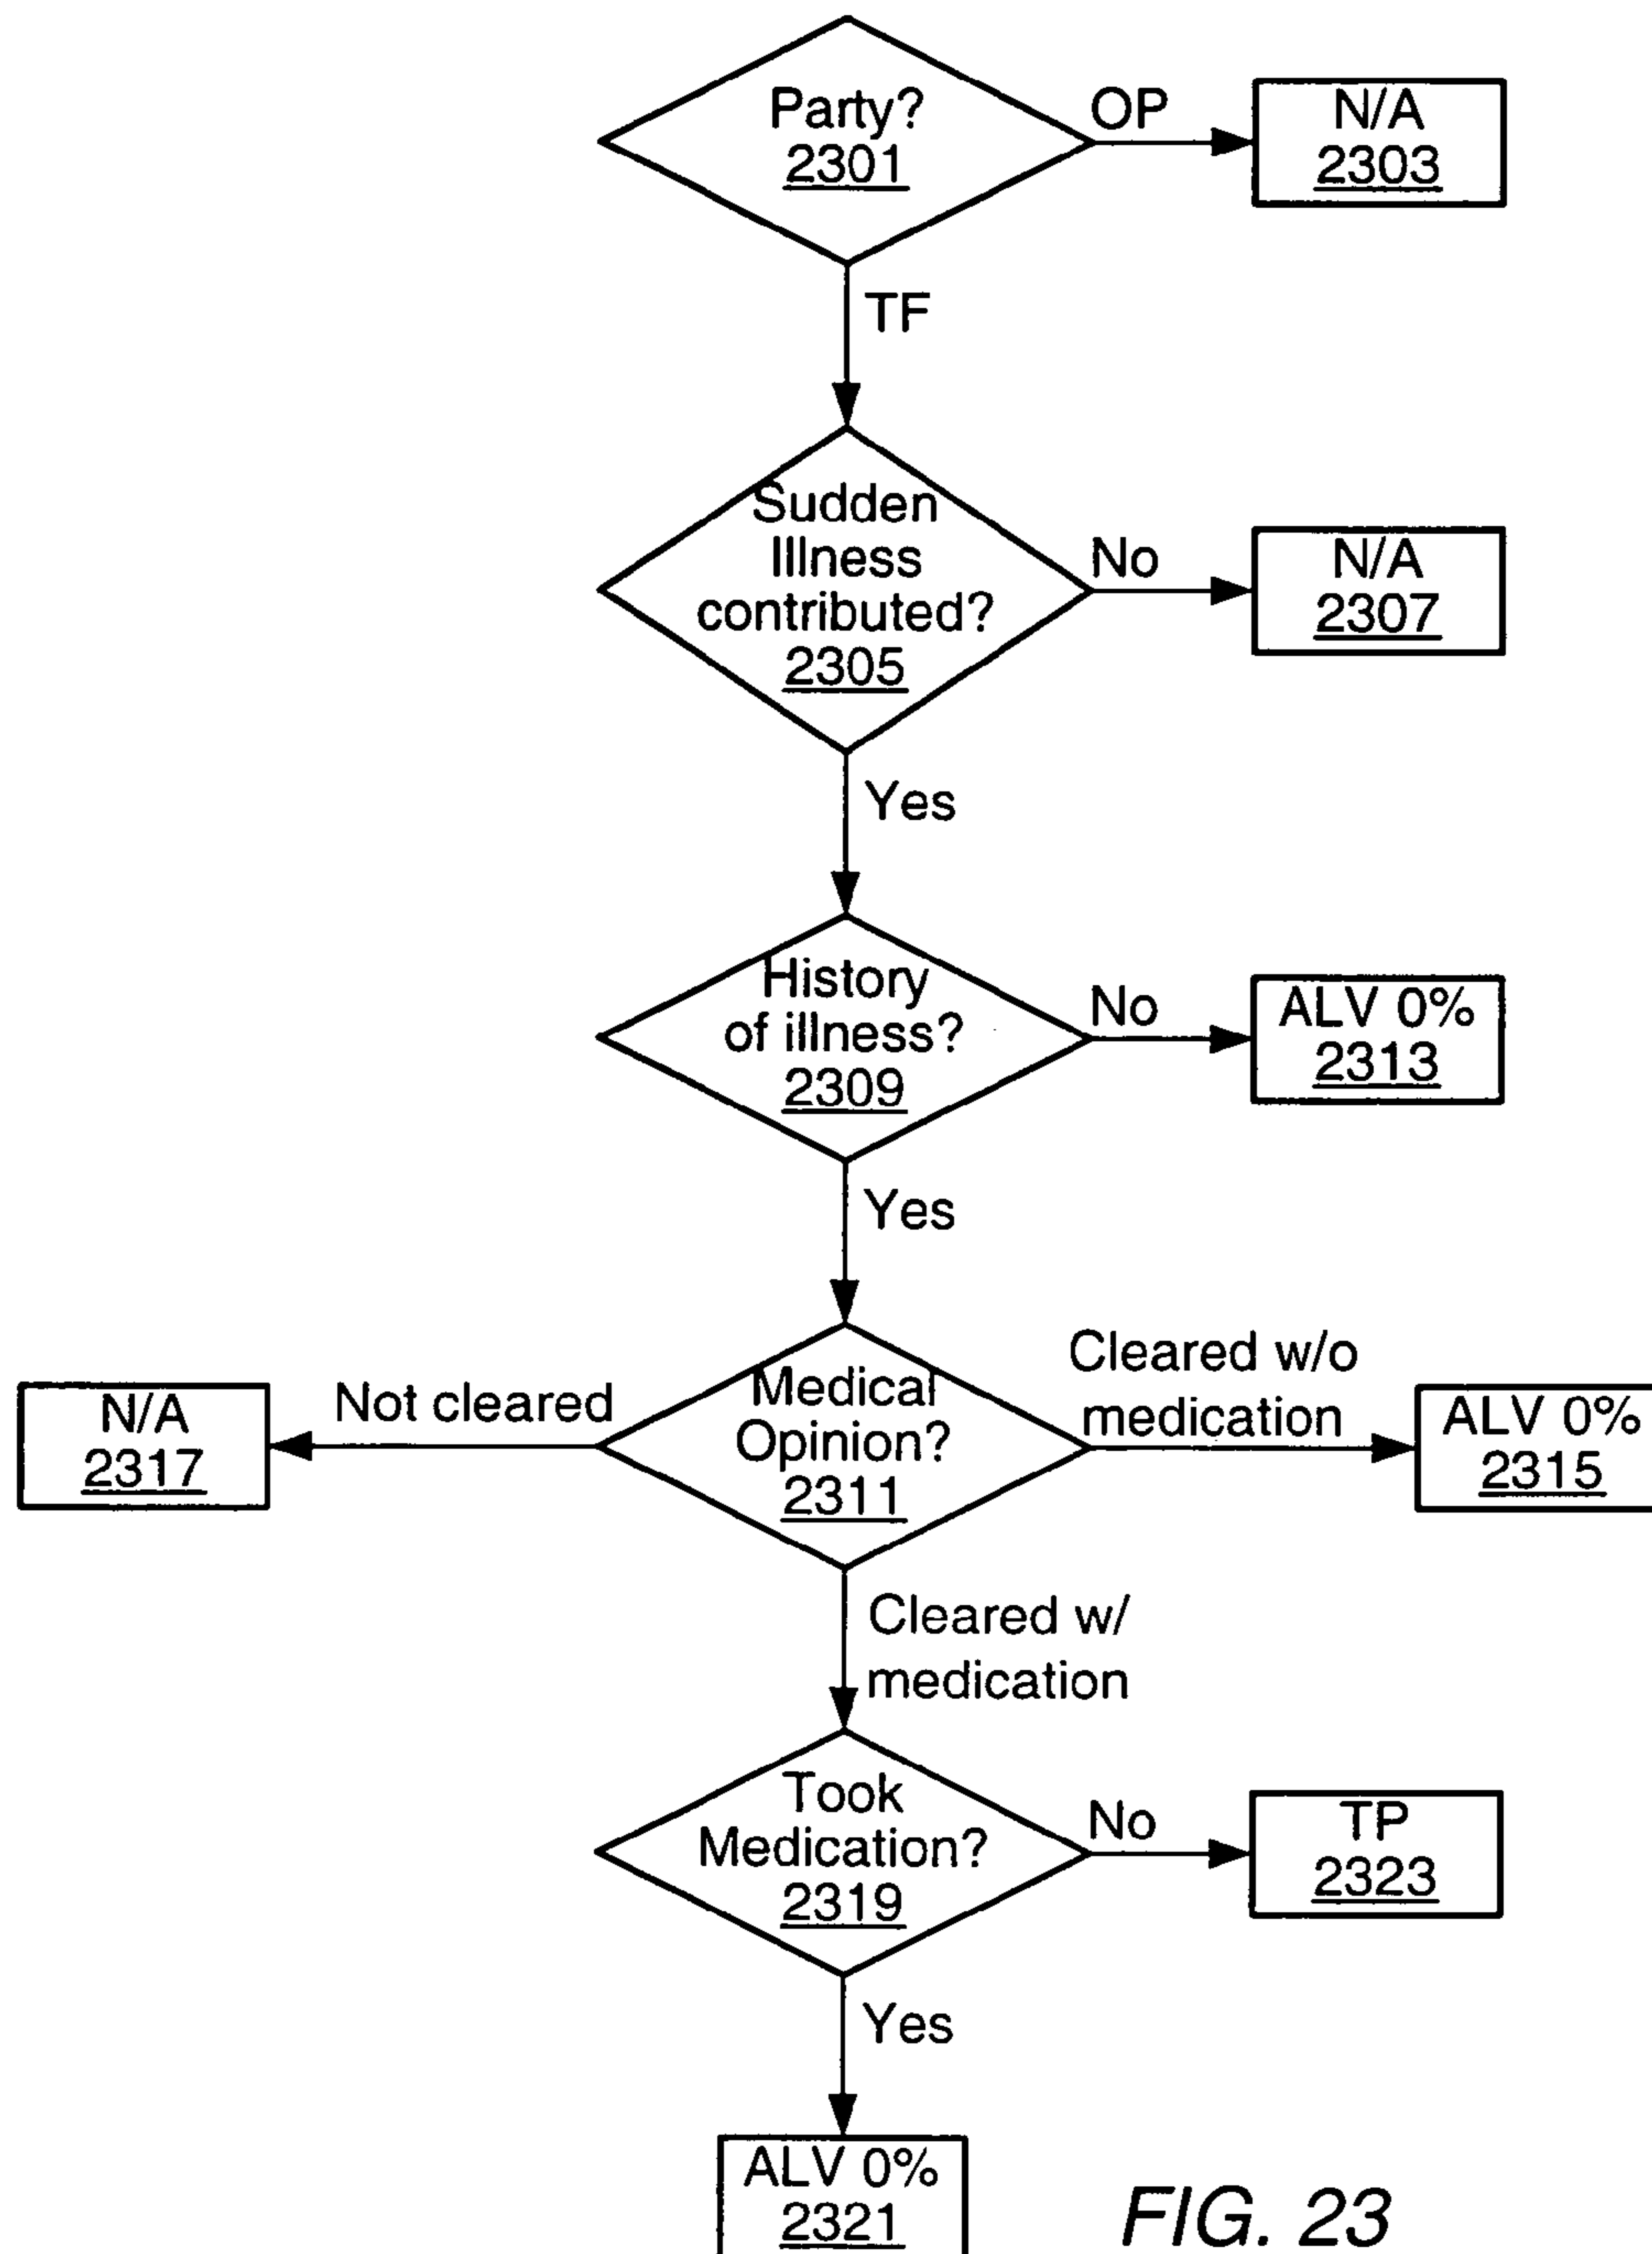 Party?
2301
OP
N/A
2303
TF
Sudden
Illness
contributed?
2305
No
N/A
2307
Yes
History
of illness?
2309
No
ALV 0%
2313
Yes
Medical
Opinion?
2311
Not cleared
N/A
2317
Cleared w/o
medication
ALV 0%
2315
Cleared w/
medication
Took
Medication?
2319
No
TP
2323
Yes
ALV 0%
2321
FIG. 23